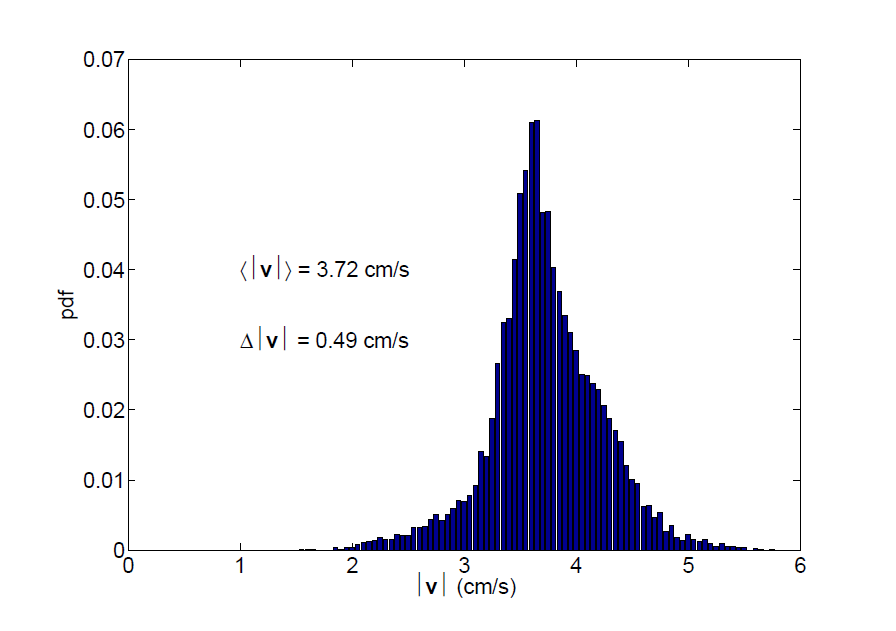 0.07
0.06
0.05
0.04
0.03
0.02
0.01
0
pdf
⟨|v|⟩ = 3.72 cm/s
Δ|v| = 0.49 cm/s
0 1 2 3 4 5 6
|v| (cm/s)